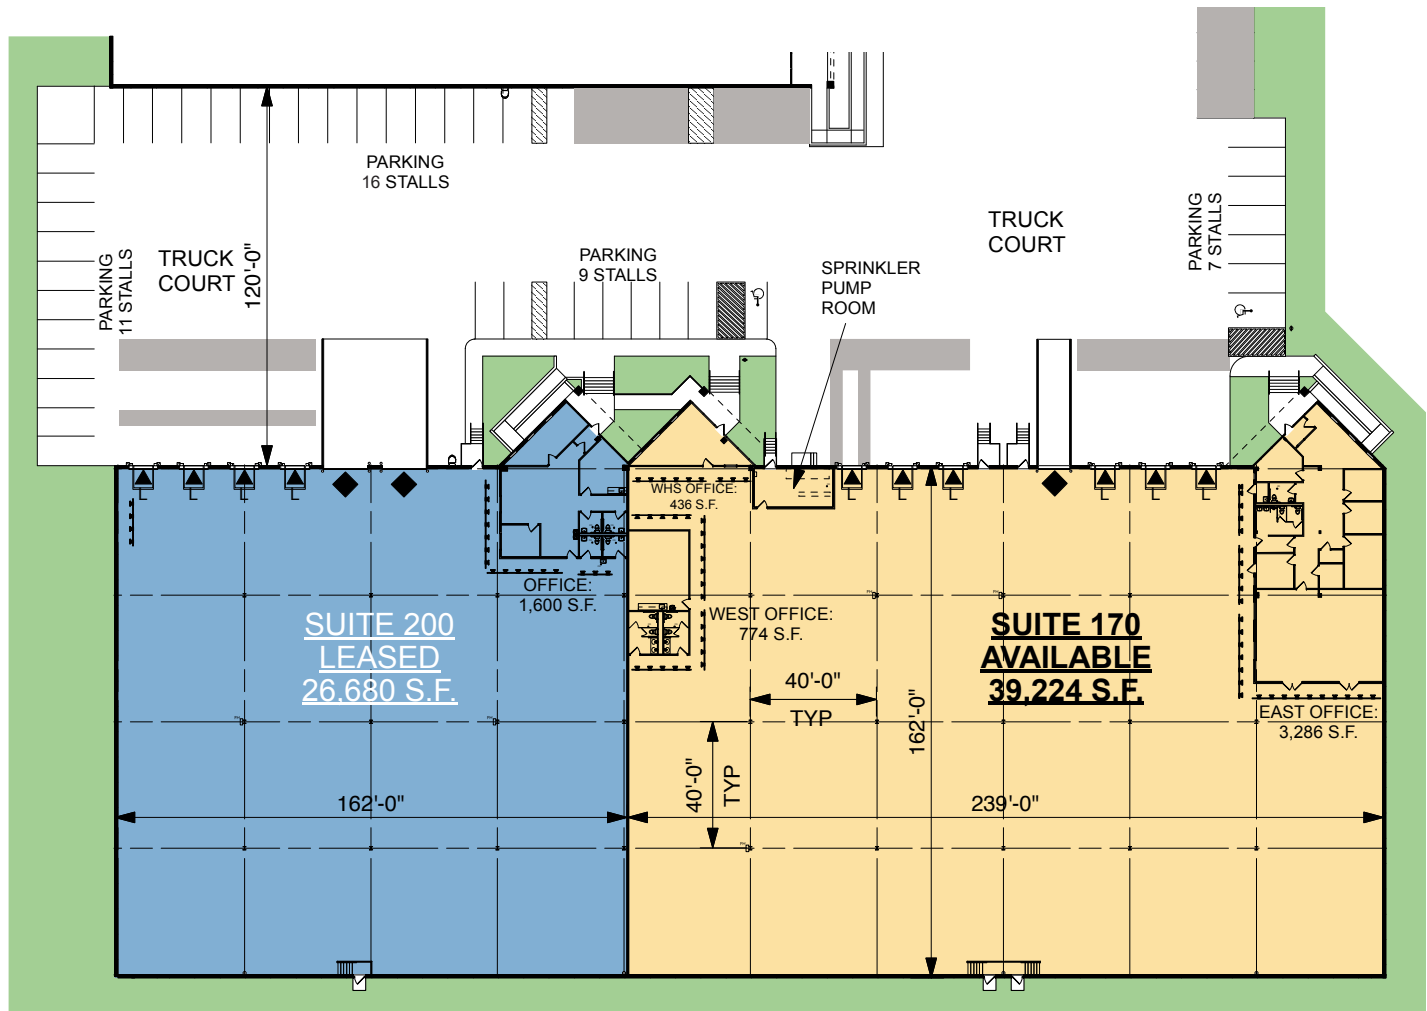 PARKING
16 STALLS
TRUCK
COURT
120'-0"
PARKING
11 STALLS
PARKING
9 STALLS
SPRINKLER
PUMP
ROOM
TRUCK
COURT
PARKING
7 STALLS
L
L
L
L
L
L
L
L
L
L
WHS OFFICE:
436 S.F.
OFFICE:
1,600 S.F.
WEST OFFICE:
774 S.F.
SUITE 200
LEASED
26,680 S.F.
SUITE 170
AVAILABLE
39,224 S.F.
40'-0"
TYP
40'-0"
TYP
162'-0"
EAST OFFICE:
3,286 S.F.
162'-0"
239'-0"